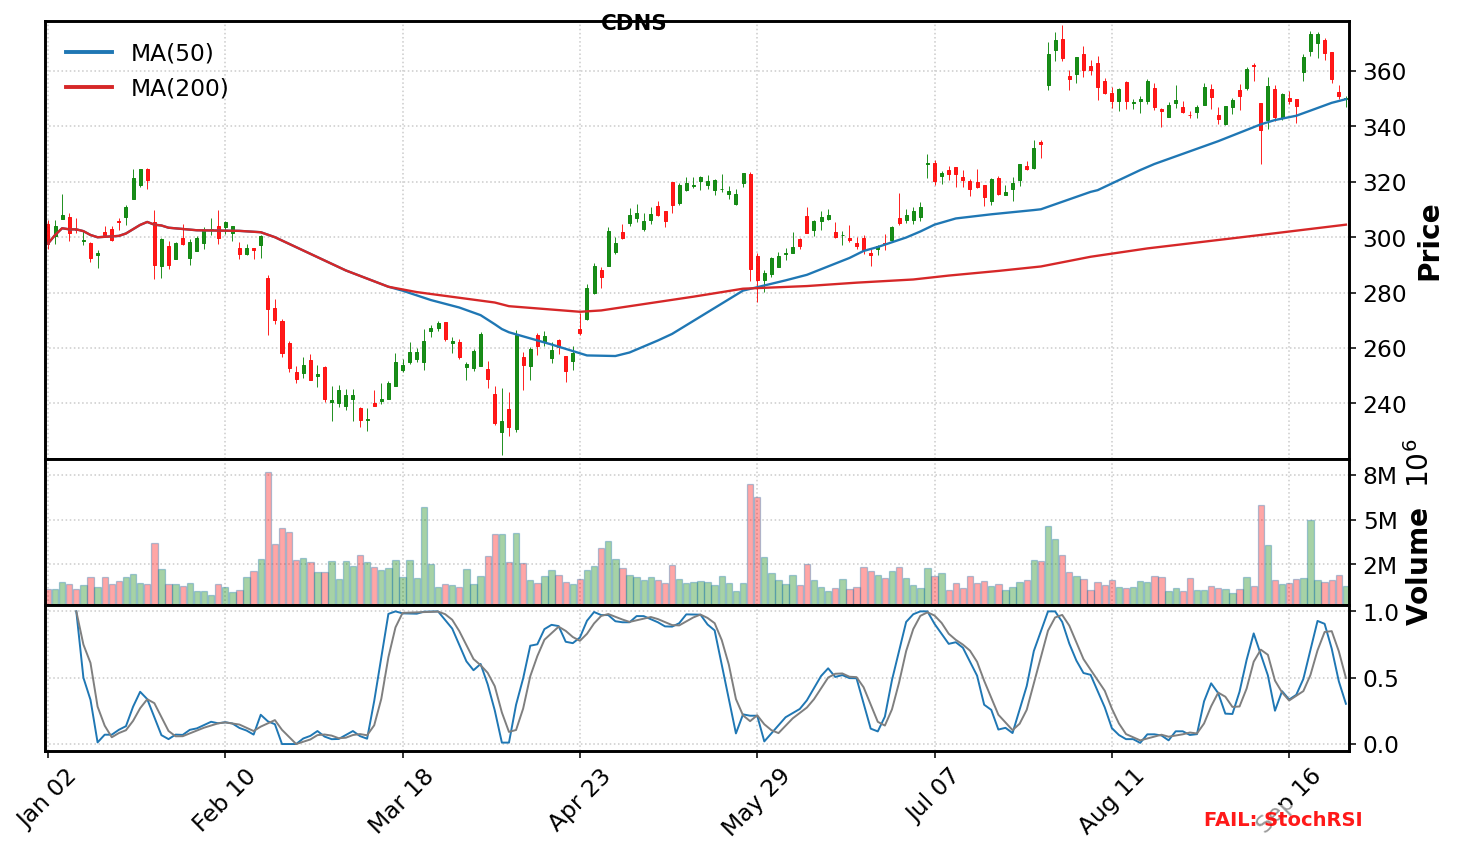 CDNS
MA(50)
MA(200)
360
340
320
300
280
260
240
Price
8M
5M
2M
Volume 10^6
1.0
0.5
0.0
Jan 02
Feb 10
Mar 18
Apr 23
May 29
Jul 07
Aug 11
Sep 16
FAIL: StochRSI